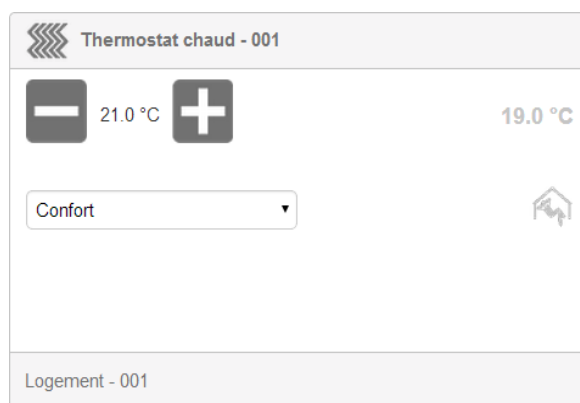 Thermostat chaud - 001
21.0 °C
19.0 °C
Confort
Logement - 001